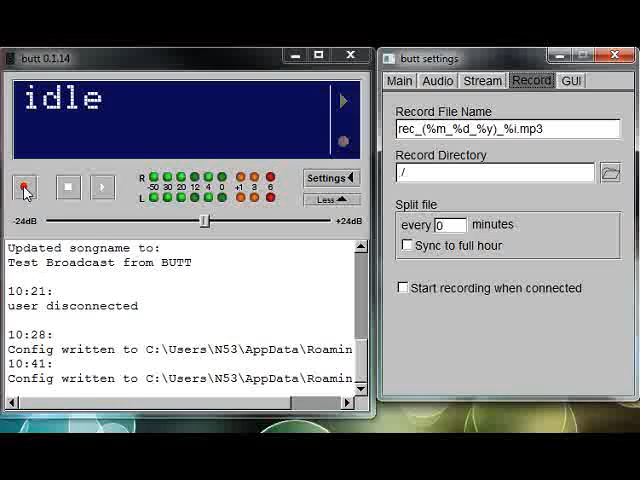 butt 0.1.14
idle
R
-50 30 20 12 4 0 +1 3 6
L
Settings
Less
-24dB
+24dB
Updated songname to:
Test Broadcast from BUTT
10:21:
user disconnected
10:28:
Config written to C:\Users\N53\AppData\Roamin
10:41:
Config written to C:\Users\N53\AppData\Roamin
butt settings
Main Audio Stream Record GUI
Record File Name
rec_(%m_%d_%y)_%i.mp3
Record Directory
./
Split file
every 0 minutes
Sync to full hour
Start recording when connected